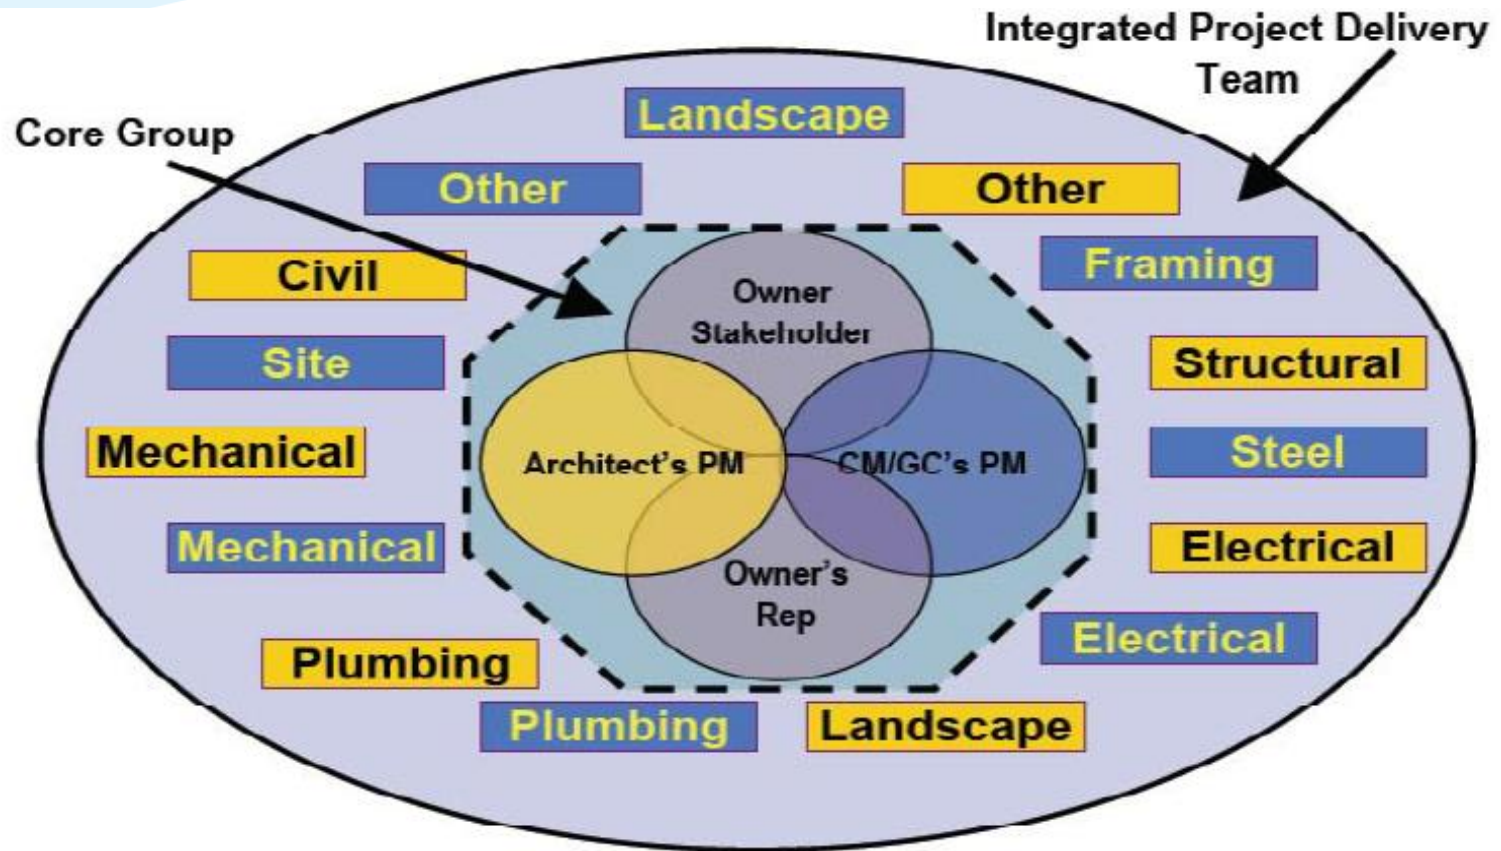 Integrated Project Delivery
Team
Core Group
Landscape
Other
Other
Civil
Framing
Owner
Stakeholder
Site
Structural
Mechanical
Architect's PM
CM/GC's PM
Steel
Mechanical
Electrical
Owner's
Rep
Plumbing
Electrical
Plumbing
Landscape